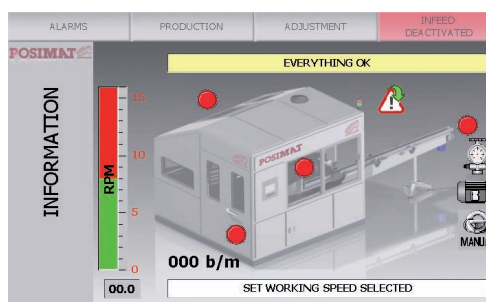 ALARMS
PRODUCTION
ADJUSTMENT
INFEED
DEACTIVATED
POSIMAT
EVERYTHING OK
INFORMATION
RPM
15
10
5
0
POSIMAT
000 b/m
00.0
SET WORKING SPEED SELECTED